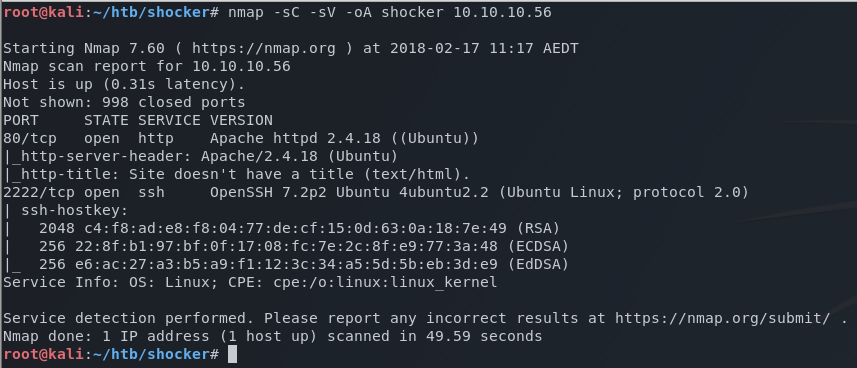 root@kali:~/htb/shocker# nmap -sC -sV -oA shocker 10.10.10.56

Starting Nmap 7.60 ( https://nmap.org ) at 2018-02-17 11:17 AEDT
Nmap scan report for 10.10.10.56
Host is up (0.31s latency).
Not shown: 998 closed ports
PORT     STATE SERVICE VERSION
80/tcp   open  http    Apache httpd 2.4.18 ((Ubuntu))
|_http-server-header: Apache/2.4.18 (Ubuntu)
|_http-title: Site doesn't have a title (text/html).
2222/tcp open  ssh     OpenSSH 7.2p2 Ubuntu 4ubuntu2.2 (Ubuntu Linux; protocol 2.0)
| ssh-hostkey:
|   2048 c4:f8:ad:e8:f8:04:77:de:cf:15:0d:63:0a:18:7e:49 (RSA)
|   256 22:8f:b1:97:bf:0f:17:08:fc:7e:2c:8f:e9:77:3a:48 (ECDSA)
|_  256 e6:ac:27:a3:b5:a9:f1:12:3c:34:a5:5d:5b:eb:3d:e9 (EdDSA)
Service Info: OS: Linux; CPE: cpe:/o:linux:linux_kernel

Service detection performed. Please report any incorrect results at https://nmap.org/submit/ .
Nmap done: 1 IP address (1 host up) scanned in 49.59 seconds
root@kali:~/htb/shocker#